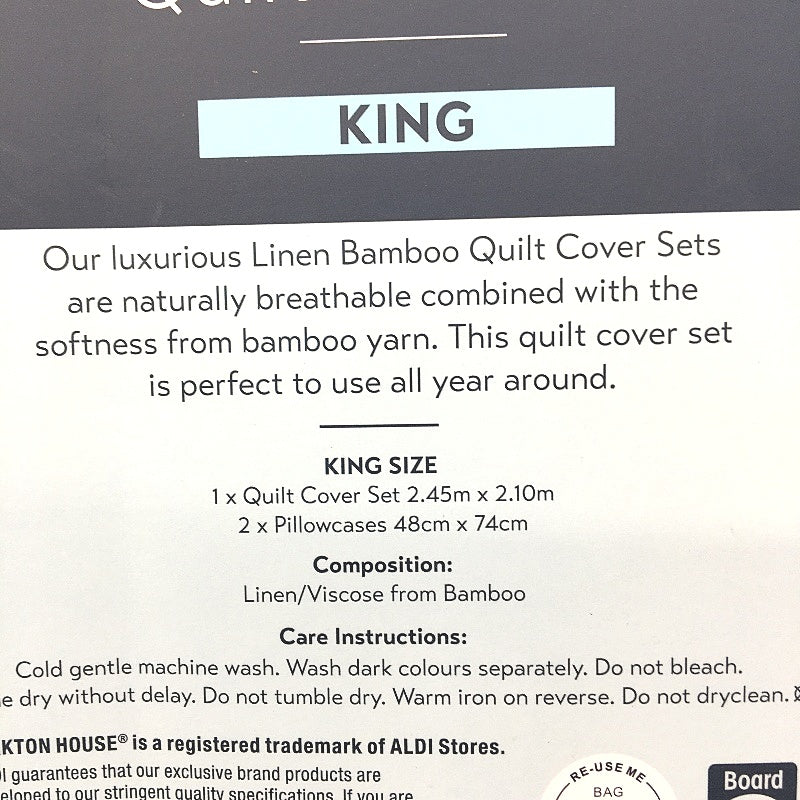 KING
Our luxurious Linen Bamboo Quilt Cover Sets
are naturally breathable combined with the
softness from bamboo yarn. This quilt cover set
is perfect to use all year around.
KING SIZE
1 x Quilt Cover Set 2.45m x 2.10m
2 x Pillowcases 48cm x 74cm
Composition:
Linen/Viscose from Bamboo
Care Instructions:
Cold gentle machine wash. Wash dark colours separately. Do not bleach.
dry without delay. Do not tumble dry. Warm iron on reverse. Do not dryclean.
KTON HOUSE® is a registered trademark of ALDI Stores.
guarantees that our exclusive brand products are
eloped to our stringent quality specifications. If you are
RE-USE ME
BAG
Board